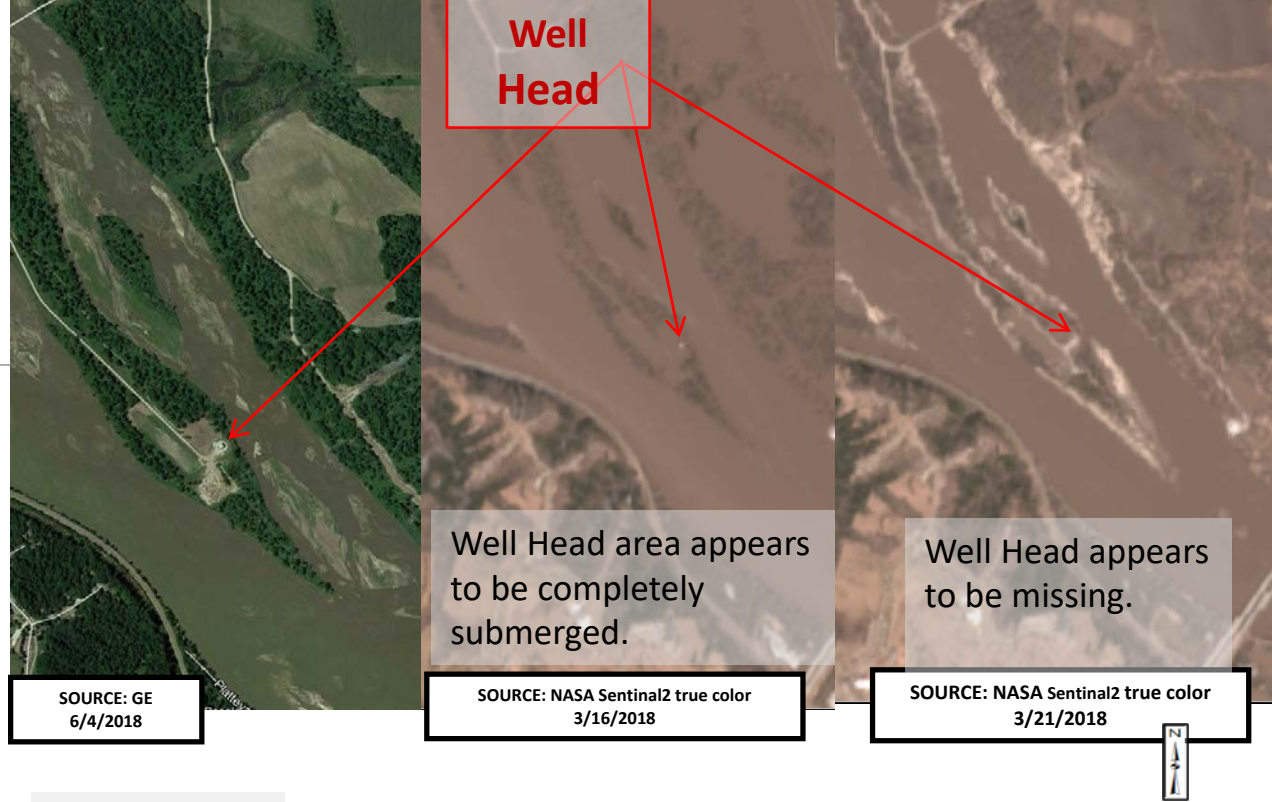 Well
Head
Well Head area appears
to be completely
submerged.
Well Head appears
to be missing.
SOURCE: GE
6/4/2018
SOURCE: NASA Sentinal2 true color
3/16/2018
SOURCE: NASA Sentinal2 true color
3/21/2018
N